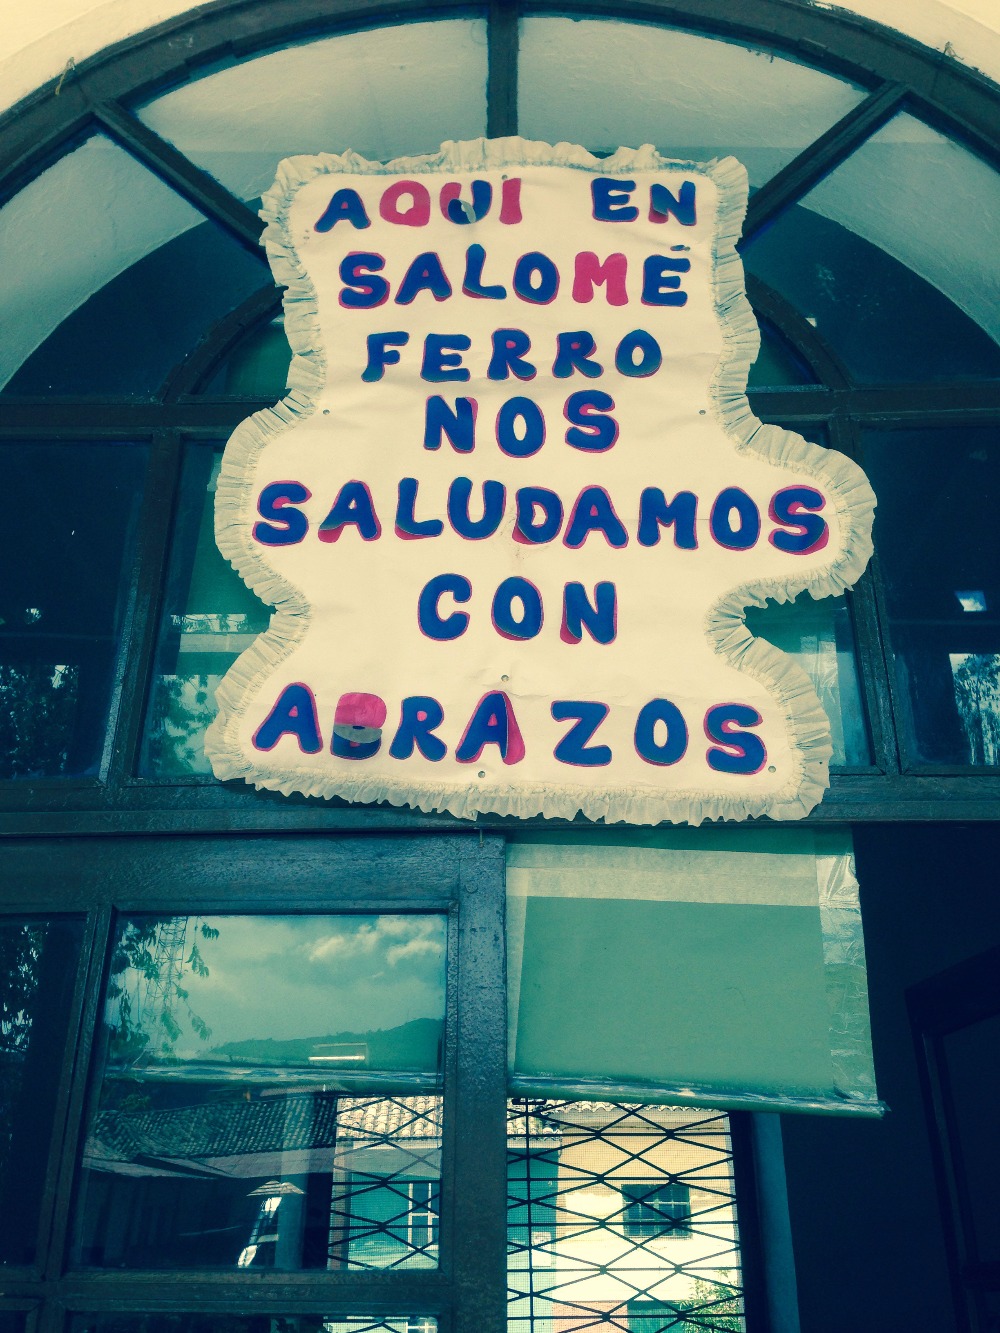 AQUI EN
SALOMÉ
FERRO
NOS
SALUDAMOS
CON
ABRAZOS